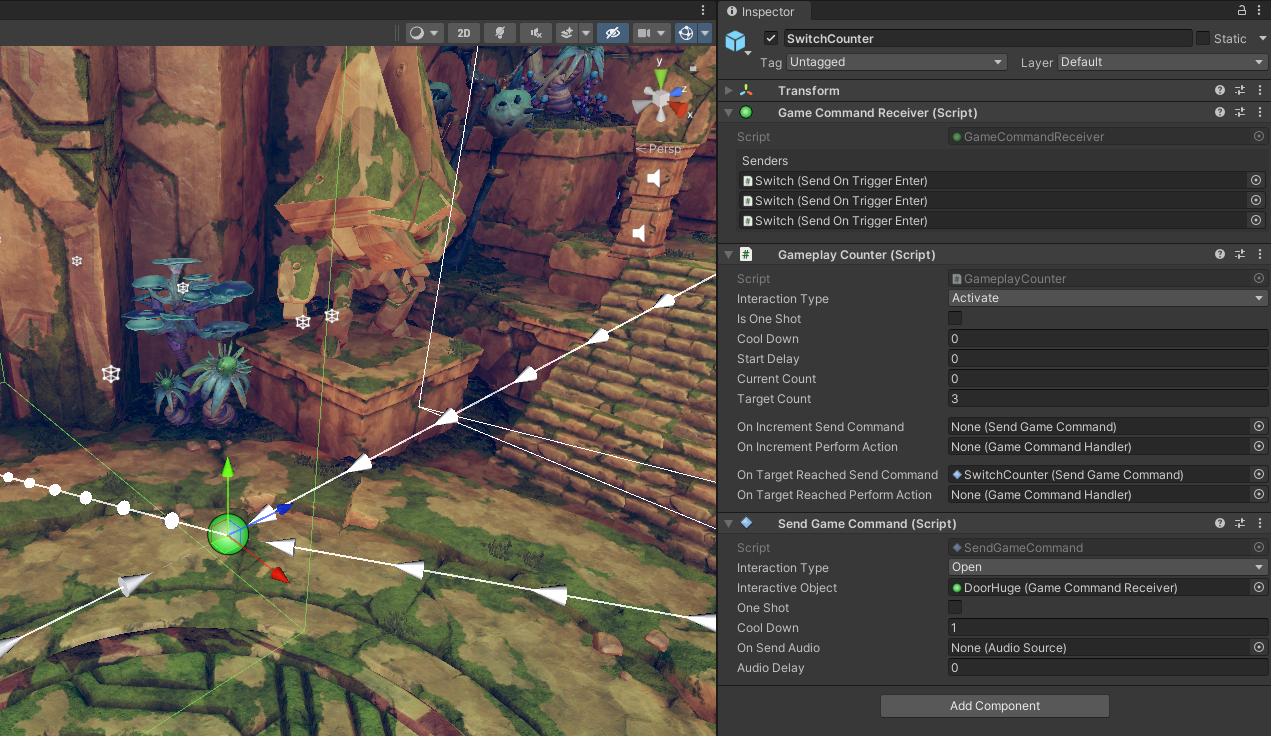 Inspector
2D
SwitchCounter
Static
Tag
Untagged
Layer
Default
y
z
x
Persp
Transform
Game Command Receiver (Script)
Script
GameCommandReceiver
Senders
Switch (Send On Trigger Enter)
Switch (Send On Trigger Enter)
Switch (Send On Trigger Enter)
# Gameplay Counter (Script)
Script
GameplayCounter
Interaction Type
Activate
Is One Shot
Cool Down
0
Start Delay
0
Current Count
0
Target Count
3
On Increment Send Command
None (Send Game Command)
On Increment Perform Action
None (Game Command Handler)
On Target Reached Send Command
SwitchCounter (Send Game Command)
On Target Reached Perform Action
None (Game Command Handler)
Send Game Command (Script)
Script
SendGameCommand
Interaction Type
Open
Interactive Object
DoorHuge (Game Command Receiver)
One Shot
Cool Down
1
On Send Audio
None (Audio Source)
Audio Delay
0
Add Component